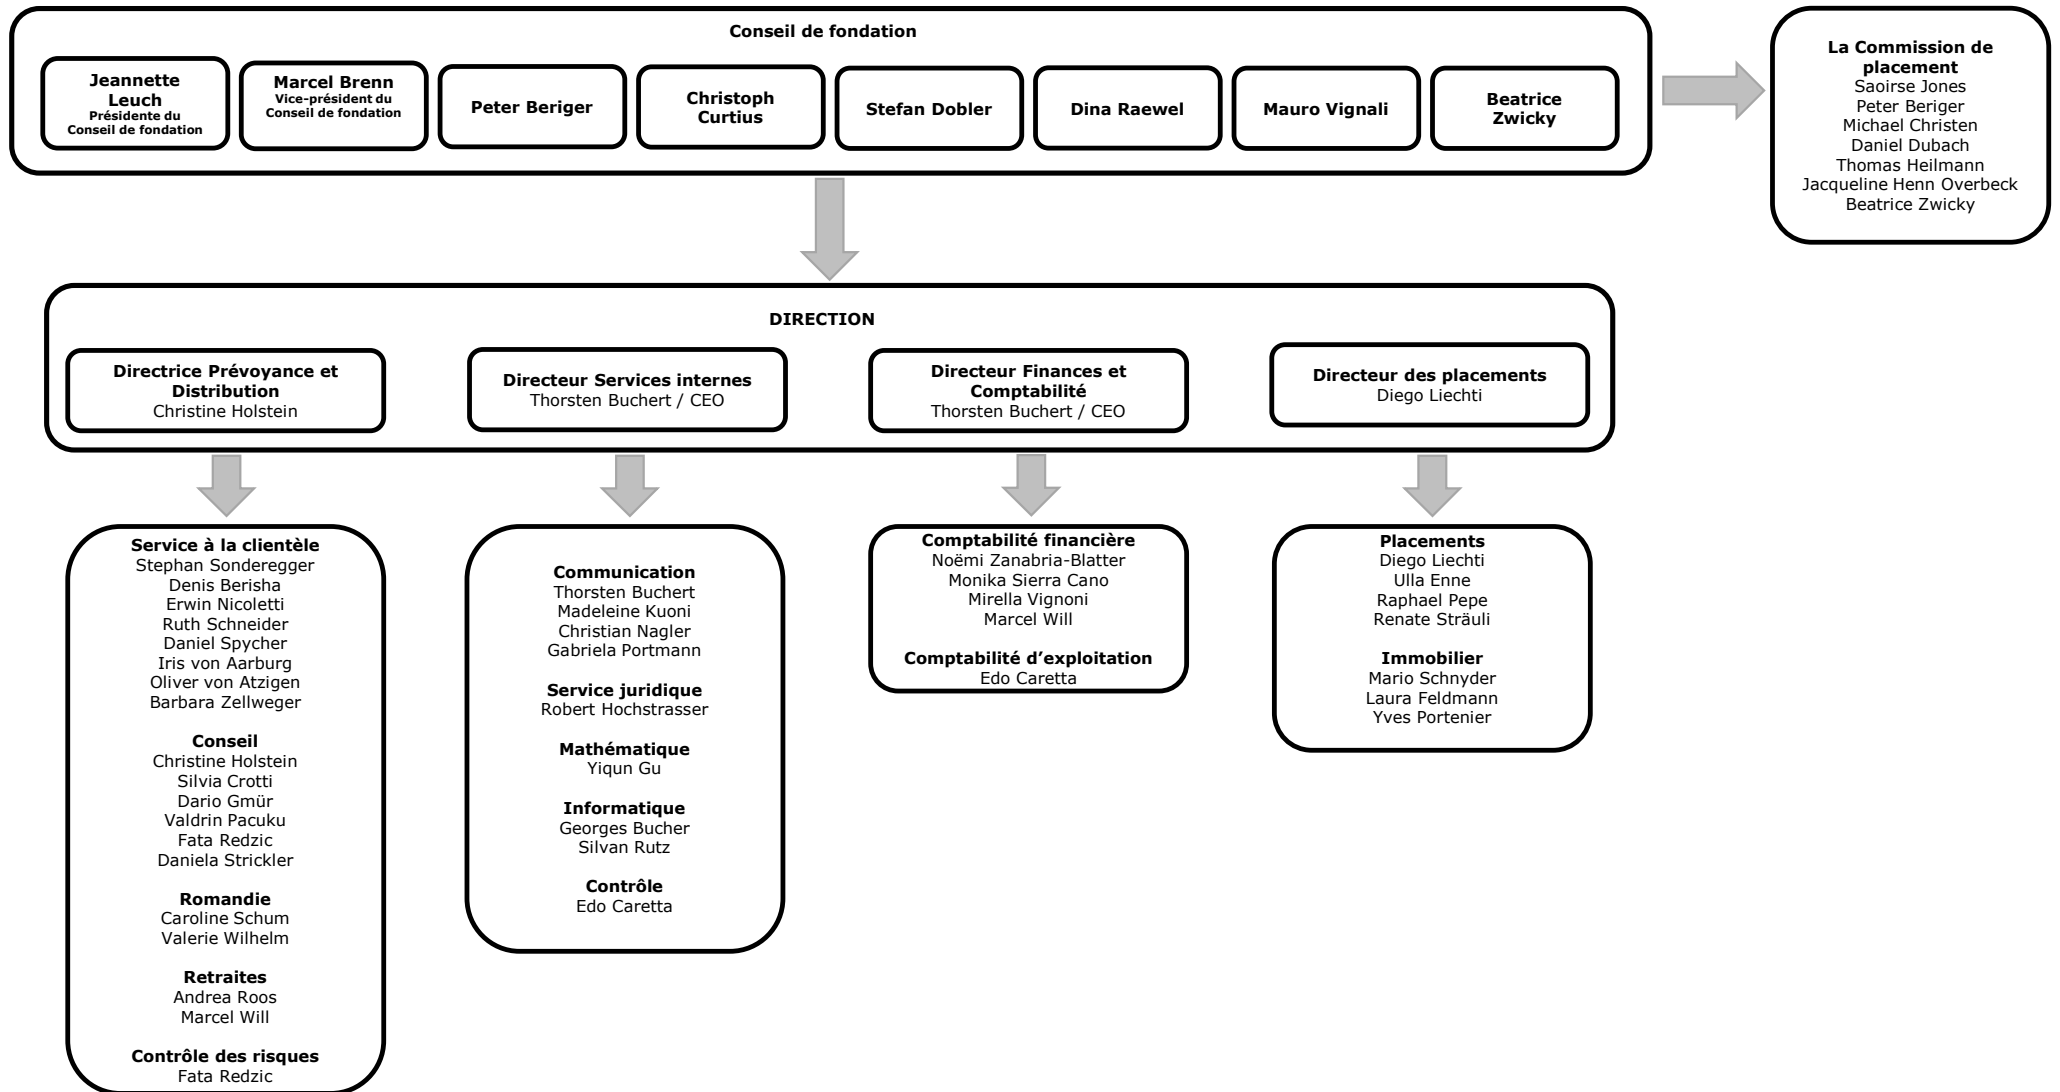 Conseil de fondation
Jeannette
Leuch
Présidente du
Conseil de fondation
Marcel Brenn
Vice-président du
Conseil de fondation
Peter Beriger
Christoph
Curtius
Stefan Dobler
Dina Raewel
Mauro Vignali
Beatrice
Zwicky
La Commission de
placement
Saoirse Jones
Peter Beriger
Michael Christen
Daniel Dubach
Thomas Heilmann
Jacqueline Henn Overbeck
Beatrice Zwicky
DIRECTION
Directrice Prévoyance et
Distribution
Christine Holstein
Directeur Services internes
Thorsten Buchert / CEO
Directeur Finances et
Comptabilité
Thorsten Buchert / CEO
Directeur des placements
Diego Liechti
Service à la clientèle
Stephan Sonderegger
Denis Berisha
Erwin Nicoletti
Ruth Schneider
Daniel Spycher
Iris von Aarburg
Oliver von Atzigen
Barbara Zellweger
Conseil
Christine Holstein
Silvia Crotti
Dario Gmür
Valdrin Pacuku
Fata Redzic
Daniela Strickler
Romandie
Caroline Schum
Valerie Wilhelm
Retraites
Andrea Roos
Marcel Will
Contrôle des risques
Fata Redzic
Communication
Thorsten Buchert
Madeleine Kuoni
Christian Nagler
Gabriela Portmann
Service juridique
Robert Hochstrasser
Mathématique
Yiqun Gu
Informatique
Georges Bucher
Silvan Rutz
Contrôle
Edo Caretta
Comptabilité financière
Noëmi Zanabria-Blatter
Monika Sierra Cano
Mirella Vignoni
Marcel Will
Comptabilité d’exploitation
Edo Caretta
Placements
Diego Liechti
Ulla Enne
Raphael Pepe
Renate Sträuli
Immobilier
Mario Schnyder
Laura Feldmann
Yves Portenier